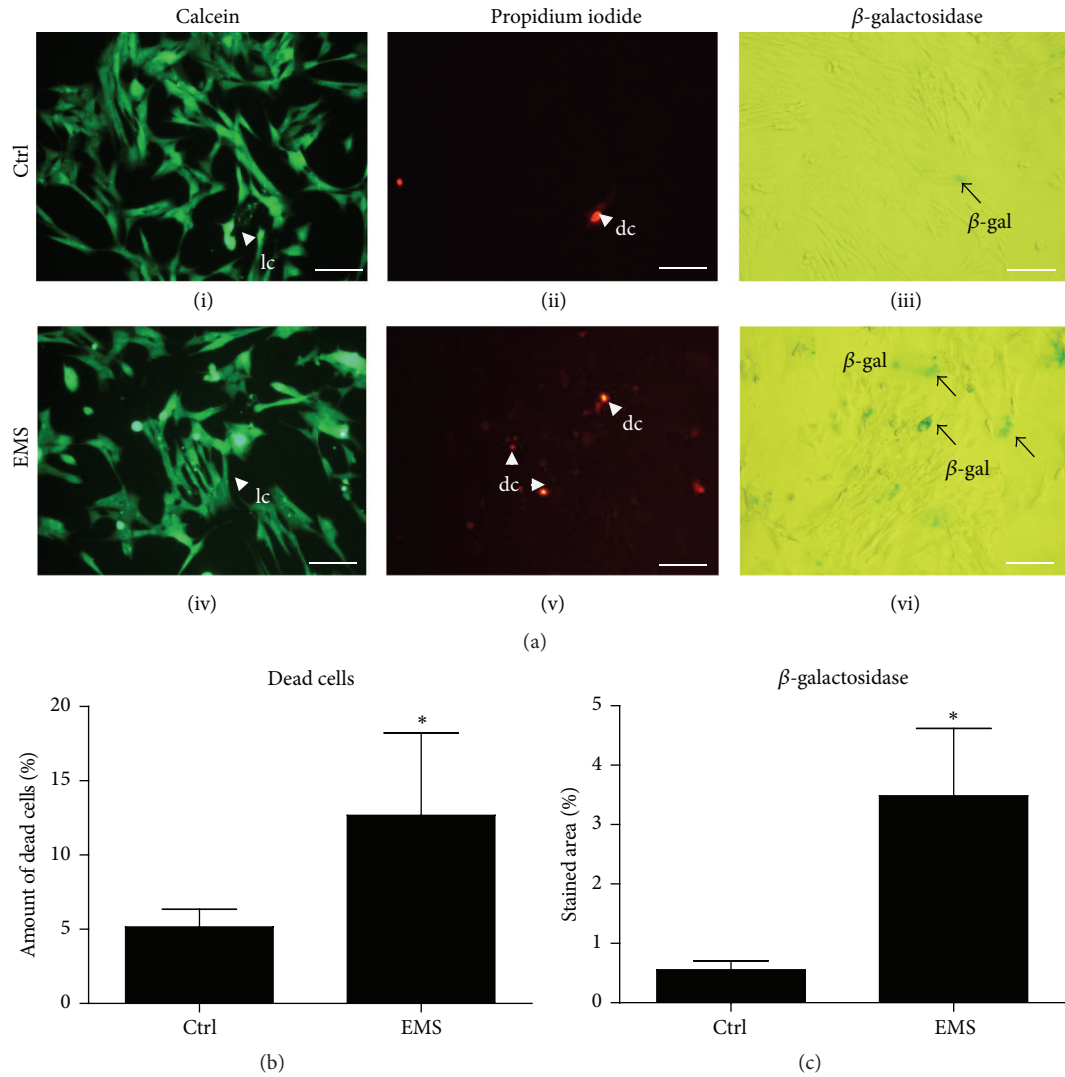 Calcein Propidium iodide β-galactosidase
Ctrl
lc
dc
β-gal
(i) (ii) (iii)
EMS
lc
dc
dc
β-gal
β-gal
(iv) (v) (vi)
(a)
Dead cells
Amount of dead cells (%)
20
15
10
5
0
*
Ctrl EMS
(b)
β-galactosidase
Stained area (%)
5
4
3
2
1
0
*
Ctrl EMS
(c)